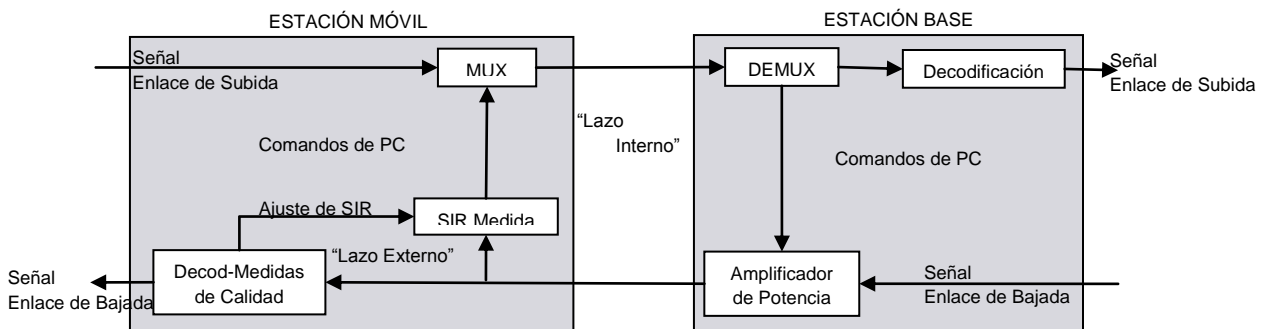 ESTACIÓN MÓVIL
ESTACIÓN BASE
Señal
Enlace de Subida
MUX
DEMUX
Decodificación
Señal
Enlace de Subida
“Lazo
Interno”
Comandos de PC
Comandos de PC
Ajuste de SIR
SIR Medida
“Lazo Externo”
Señal
Enlace de Bajada
Decod-Medidas
de Calidad
Amplificador
de Potencia
Señal
Enlace de Bajada